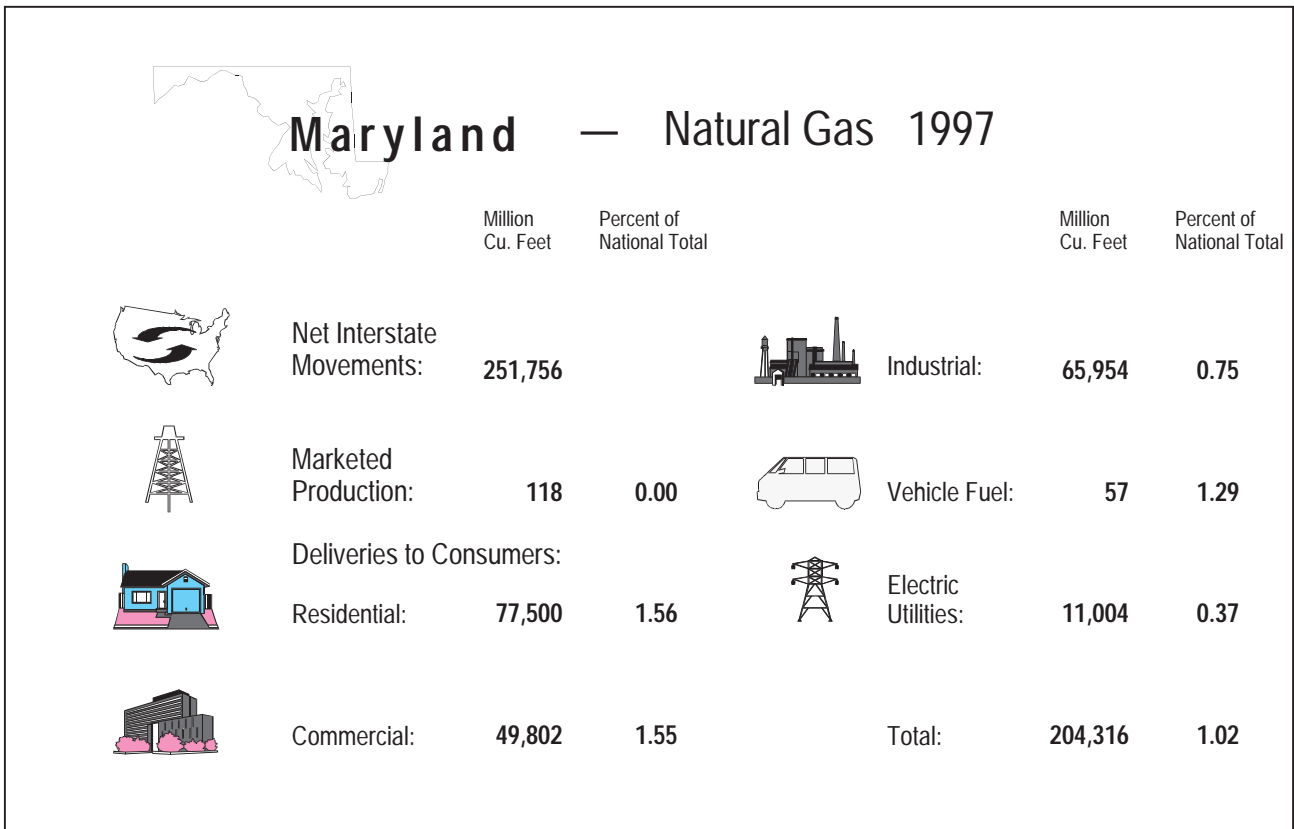 Maryland — Natural Gas 1997
Million Percent of Million Percent of
Cu. Feet National Total Cu. Feet National Total
Net Interstate
Movements: 251,756
Industrial: 65,954 0.75
Marketed
Production: 118 0.00
Vehicle Fuel: 57 1.29
Deliveries to Consumers:
Residential: 77,500 1.56
Electric
Utilities: 11,004 0.37
Commercial: 49,802 1.55
Total: 204,316 1.02